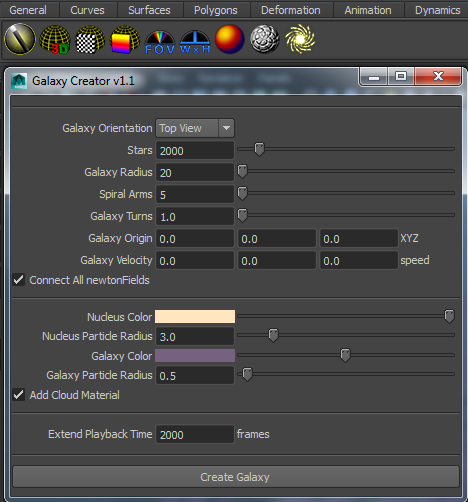 General Curves Surfaces Polygons Deformation Animation Dynamics
3D FOV W×H
Galaxy Creator v1.1
Galaxy Orientation Top View
Stars 2000
Galaxy Radius 20
Spiral Arms 5
Galaxy Turns 1.0
Galaxy Origin 0.0 0.0 0.0 XYZ
Galaxy Velocity 0.0 0.0 0.0 speed
Connect All newtonFields
Nucleus Color
Nucleus Particle Radius 3.0
Galaxy Color
Galaxy Particle Radius 0.5
Add Cloud Material
Extend Playback Time 2000 frames
Create Galaxy